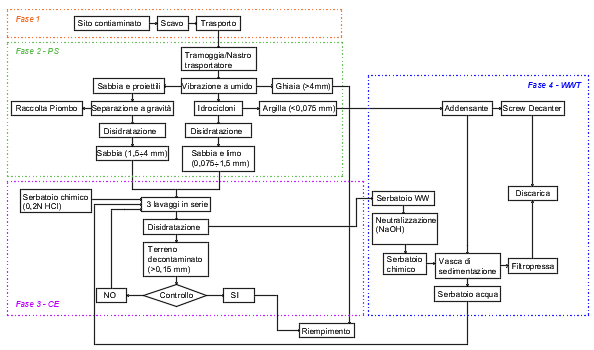 Fase 1
Sito contiaminato
Scavo
Trasporto
Fase 2 - PS
Tramoggia/Nastro
trasportatore
Sabbia e proiettili
Vibrazione a umido
Ghiaia (>4mm)
Fase 4 - WWT
Raccolta Piombo
Separazione a gravità
Idrocicloni
Argilla (<0,075 mm)
Addensante
Screw Decanter
Disidratazione
Disidratazione
Sabbia (1,5÷4 mm)
Sabbia e limo
(0,075÷1,5 mm)
Serbatoio chimico
(0,2N HCl)
3 lavaggi in serie
Serbatoio WW
Discarica
Disidratazione
Neutralizzazione
(NaOH)
Terreno
decontaminato
(>0,15 mm)
Serbatoio
chimico
Vasca di
sedimentazione
Filtropressa
NO
Controllo
SI
Serbatoio acqua
Fase 3 - CE
Riempimento